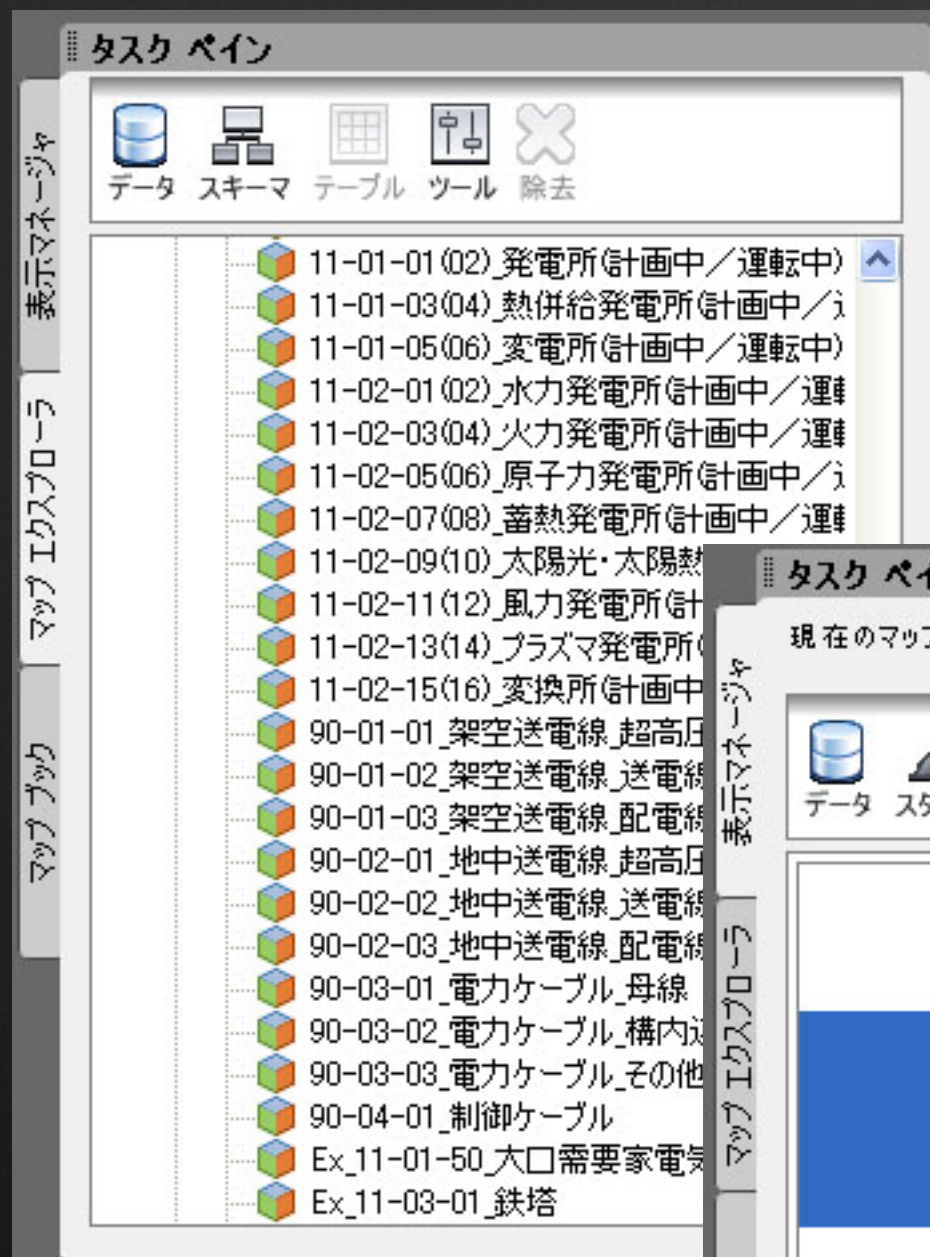 タスク ペイン
データ スキーマ テーブル ツール 除去
表示マネージャ
マップ エクスプローラ
マップ ブック
11-01-01(02)_発電所(計画中／運転中)
11-01-03(04)_熱併給発電所(計画中／
11-01-05(06)_変電所(計画中／運転中)
11-02-01(02)_水力発電所(計画中／運
11-02-03(04)_火力発電所(計画中／運
11-02-05(06)_原子力発電所(計画中／
11-02-07(08)_蓄熱発電所(計画中／運
11-02-09(10)_太陽光・太陽熱
11-02-11(12)_風力発電所(計
11-02-13(14)_プラズマ発電所(
11-02-15(16)_変換所(計画中
90-01-01_架空送電線_超高圧
90-01-02_架空送電線_送電線
90-01-03_架空送電線_配電線
90-02-01_地中送電線_超高圧
90-02-02_地中送電線_送電線
90-02-03_地中送電線_配電線
90-03-01_電力ケーブル_母線
90-03-02_電力ケーブル_構内
90-03-03_電力ケーブル_その他
90-04-01_制御ケーブル
Ex_11-01-50_大口需要家電気
Ex_11-03-01_鉄塔
タスク ペイ
現在のマップ
データ スタ
表示マネージャ
マップ エクスプローラ